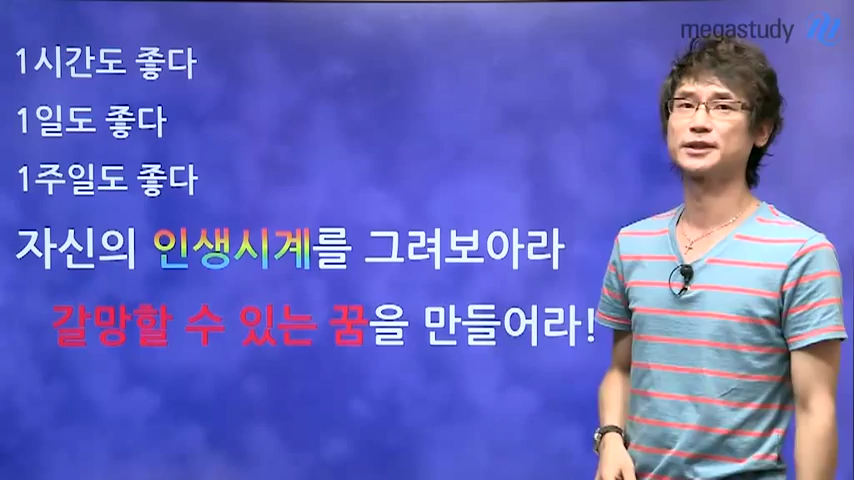 megastudy
1시간도 좋다
1일도 좋다
1주일도 좋다
자신의 인생시계를 그려보아라
갈망할 수 있는 꿈을 만들어라!